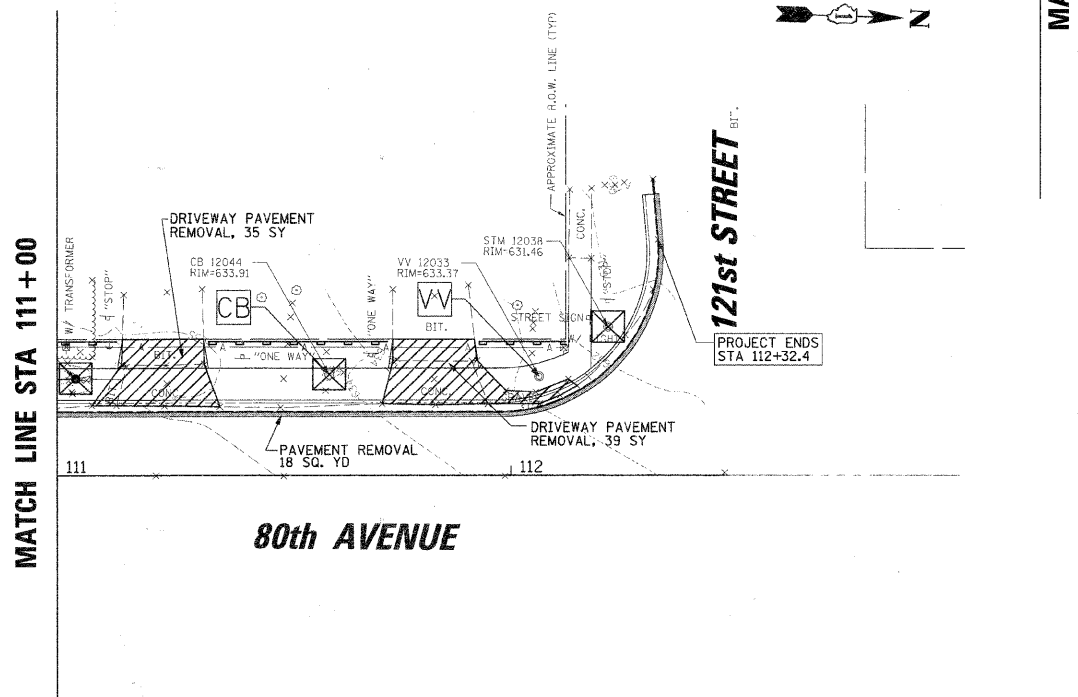 N
MATCH LINE STA 111+00
W/ TRANSFORMER
"STOP"
DRIVEWAY PAVEMENT
REMOVAL, 35 SY
CB 12044
RIM=633.91
CB
"ONE WAY"
"ONE WAY"
VV 12033
RIM=633.37
VV
BIT.
STM 12038
RIM-631.46
APPROXIMATE R.O.W. LINE (TYP)
CONC.
"STOP"
STREET SIGN
121st STREET
BIT.
PROJECT ENDS
STA 112+32.4
BIT.
CONC.
CONC.
DRIVEWAY PAVEMENT
REMOVAL, 39 SY
PAVEMENT REMOVAL
18 SQ. YD
111
112
80th AVENUE